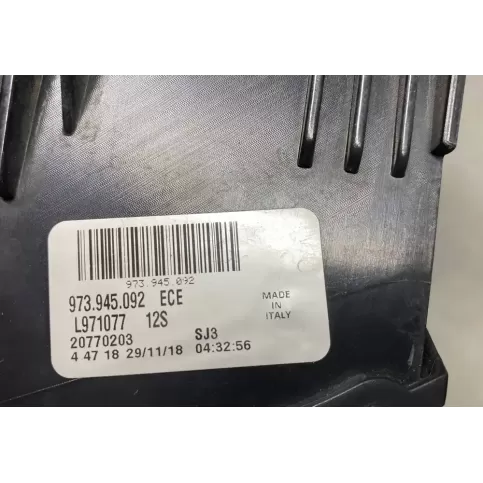 973.945.092
973.945.092 ECE
L971077 12S
MADE
IN
ITALY
20770203 SJ3
4 47 18 29/11/18 04:32:56